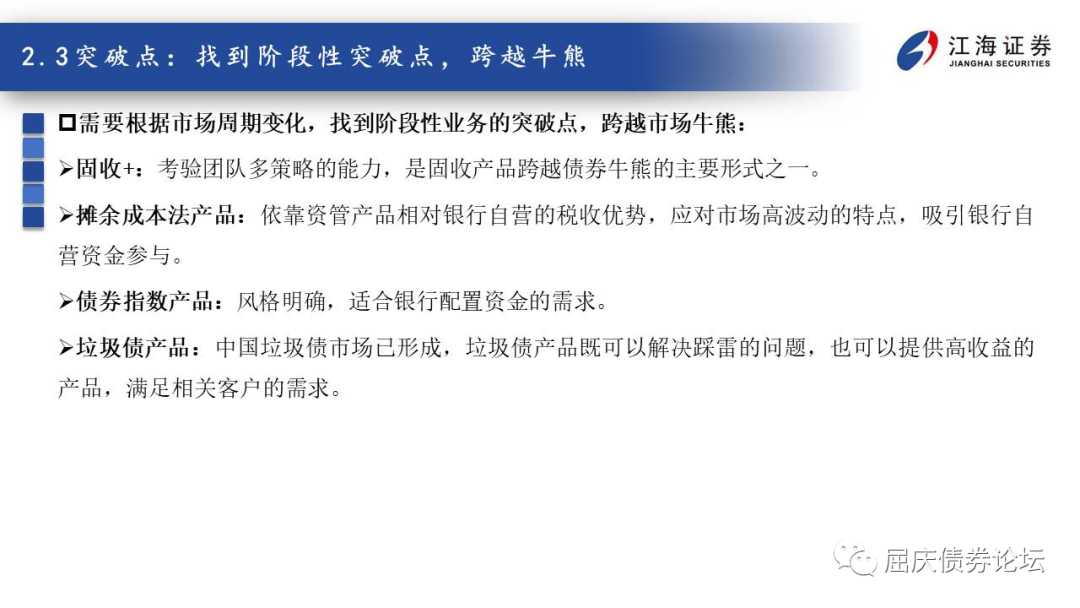 2.3突破点：找到阶段性突破点，跨越牛熊
江海证券
JIANGHAI SECURITIES
需要根据市场周期变化，找到阶段性业务的突破点，跨越市场牛熊：
➢固收+：考验团队多策略的能力，是固收产品跨越债券牛熊的主要形式之一。
➢摊余成本法产品：依靠资管产品相对银行自营的税收优势，应对市场高波动的特点，吸引银行自
营资金参与。
➢债券指数产品：风格明确，适合银行配置资金的需求。
➢垃圾债产品：中国垃圾债市场已形成，垃圾债产品既可以解决踩雷的问题，也可以提供高收益的
产品，满足相关客户的需求。
屈庆债券论坛